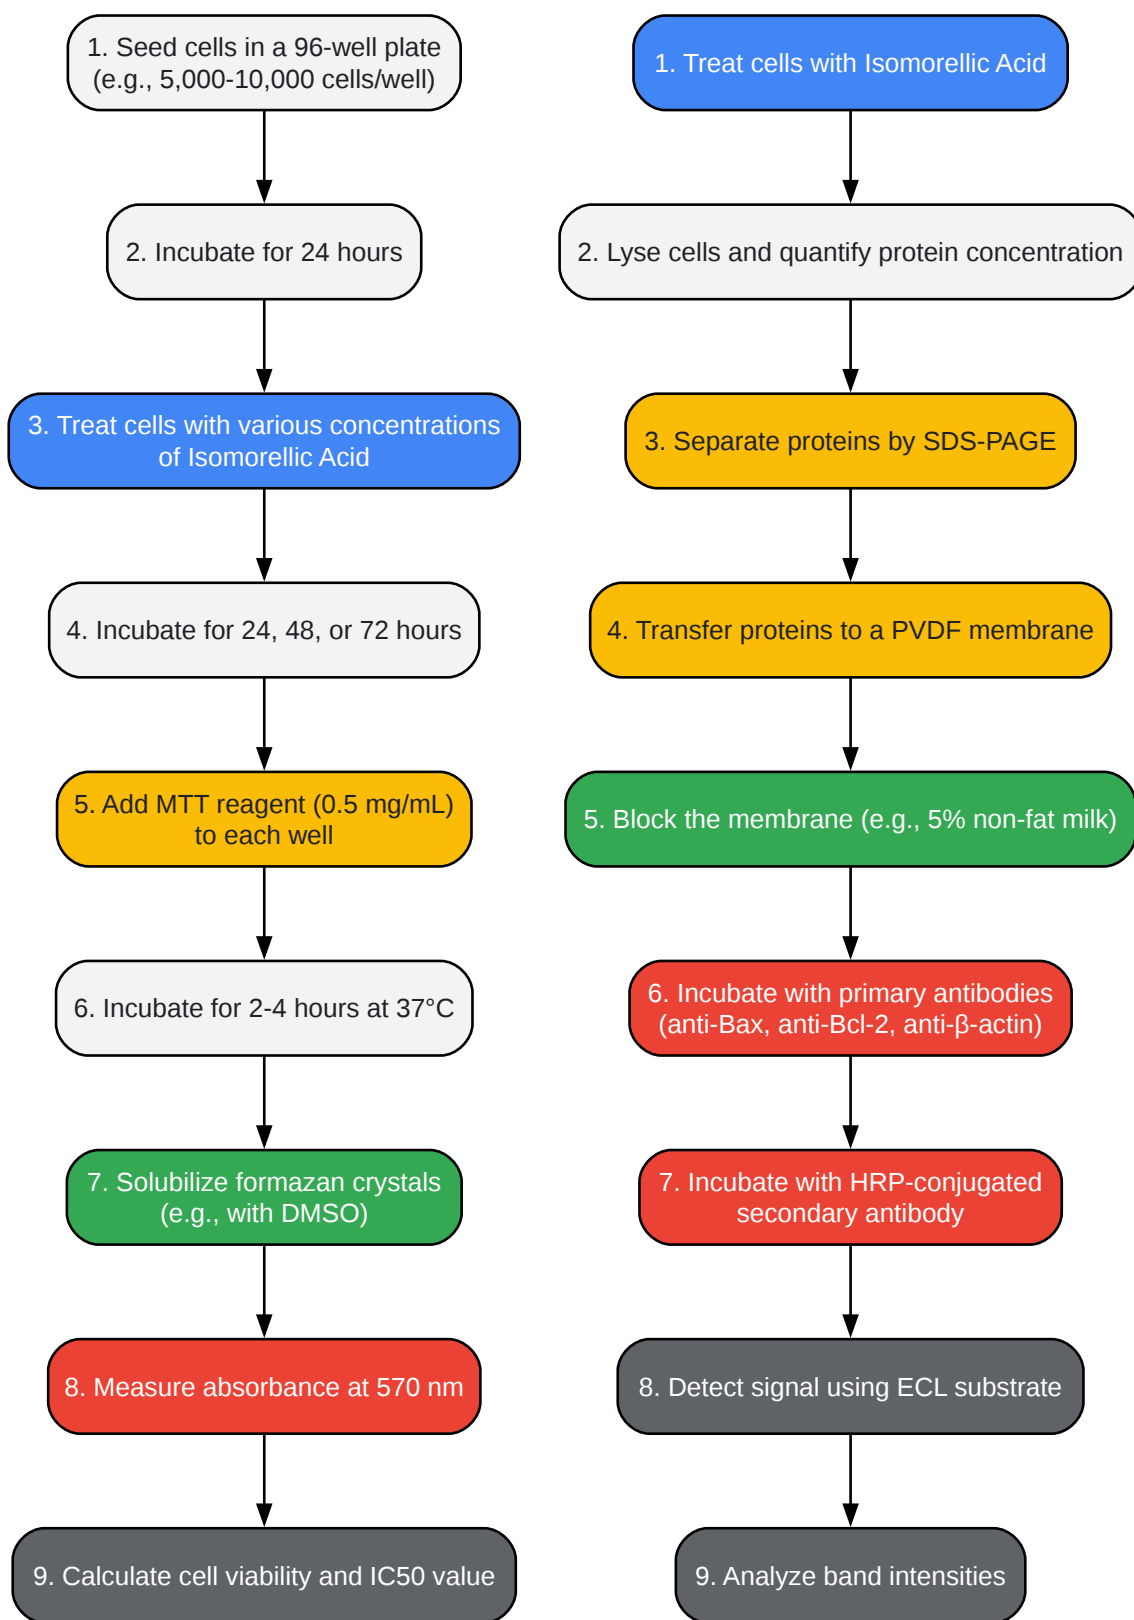 1. Seed cells in a 96-well plate
(e.g., 5,000-10,000 cells/well)
2. Incubate for 24 hours
3. Treat cells with various concentrations
of Isomorellic Acid
4. Incubate for 24, 48, or 72 hours
5. Add MTT reagent (0.5 mg/mL)
to each well
6. Incubate for 2-4 hours at 37°C
7. Solubilize formazan crystals
(e.g., with DMSO)
8. Measure absorbance at 570 nm
9. Calculate cell viability and IC50 value
1. Treat cells with Isomorellic Acid
2. Lyse cells and quantify protein concentration
3. Separate proteins by SDS-PAGE
4. Transfer proteins to a PVDF membrane
5. Block the membrane (e.g., 5% non-fat milk)
6. Incubate with primary antibodies
(anti-Bax, anti-Bcl-2, anti-β-actin)
7. Incubate with HRP-conjugated
secondary antibody
8. Detect signal using ECL substrate
9. Analyze band intensities